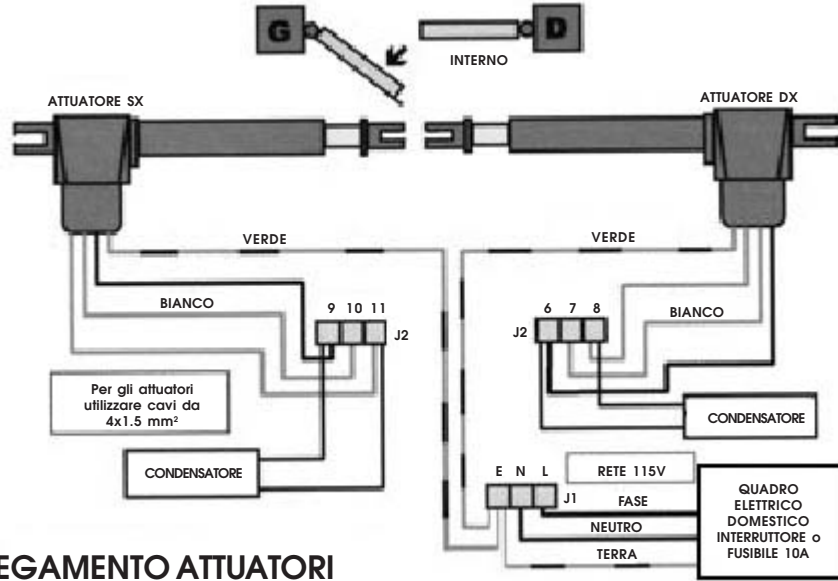 G
D
INTERNO
ATTUATORE SX
ATTUATORE DX
VERDE
VERDE
BIANCO
9 10 11
J2
6 7 8
J2
BIANCO
Per gli attuatori
utilizzare cavi da
4x1.5 mm²
CONDENSATORE
CONDENSATORE
E N L
J1
RETE 115V
FASE
NEUTRO
TERRA
QUADRO
ELETTRICO
DOMESTICO
INTERRUTTORE o
FUSIBILE 10A
EGAMENTO ATTUATORI